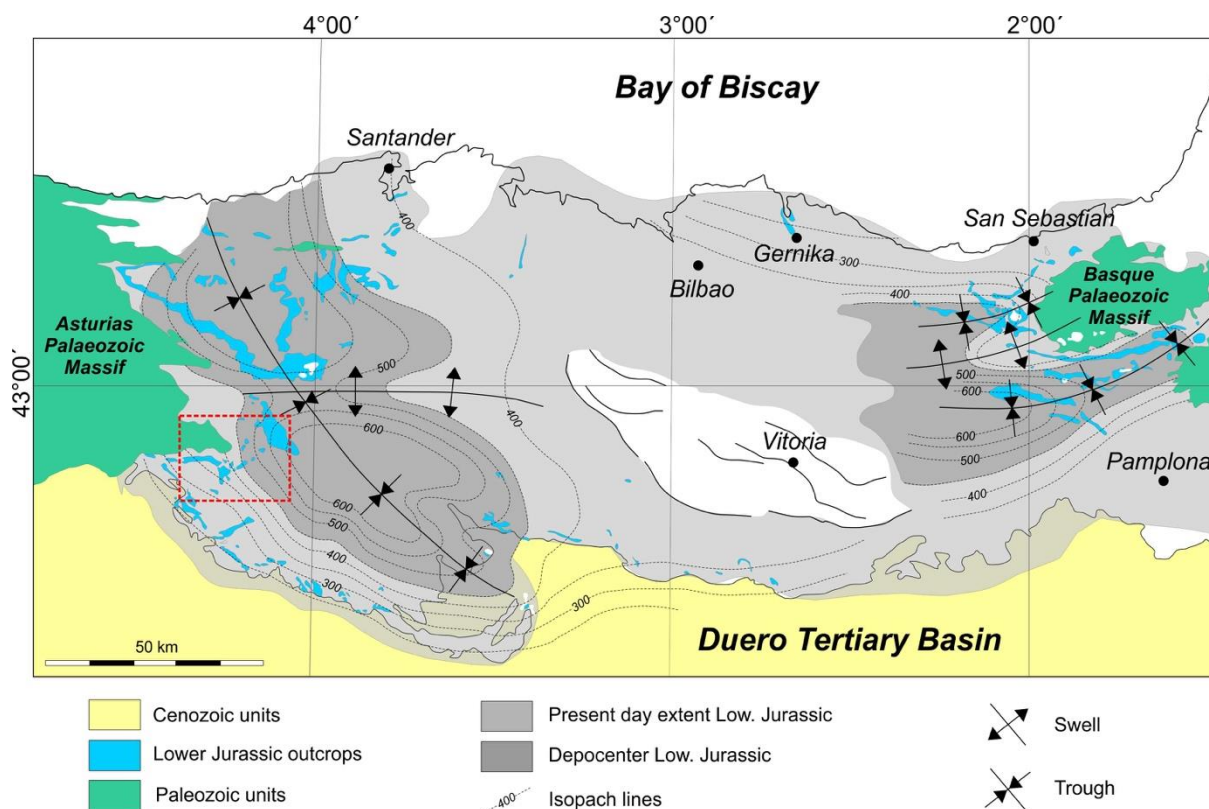 4°00´ 3°00´ 2°00´
Bay of Biscay
Santander
400
San Sebastian
Gernika
300
Bilbao
400
Basque
Palaeozoic
Massif
Asturias
Palaeozoic
Massif
43°00´
500
500
600
400
600
Vitoria
600
500
Pamplona
400
600
500
400
300
300
50 km
Duero Tertiary Basin
Cenozoic units
Lower Jurassic outcrops
Paleozoic units
Present day extent Low. Jurassic
Depocenter Low. Jurassic
400
Isopach lines
Swell
Trough